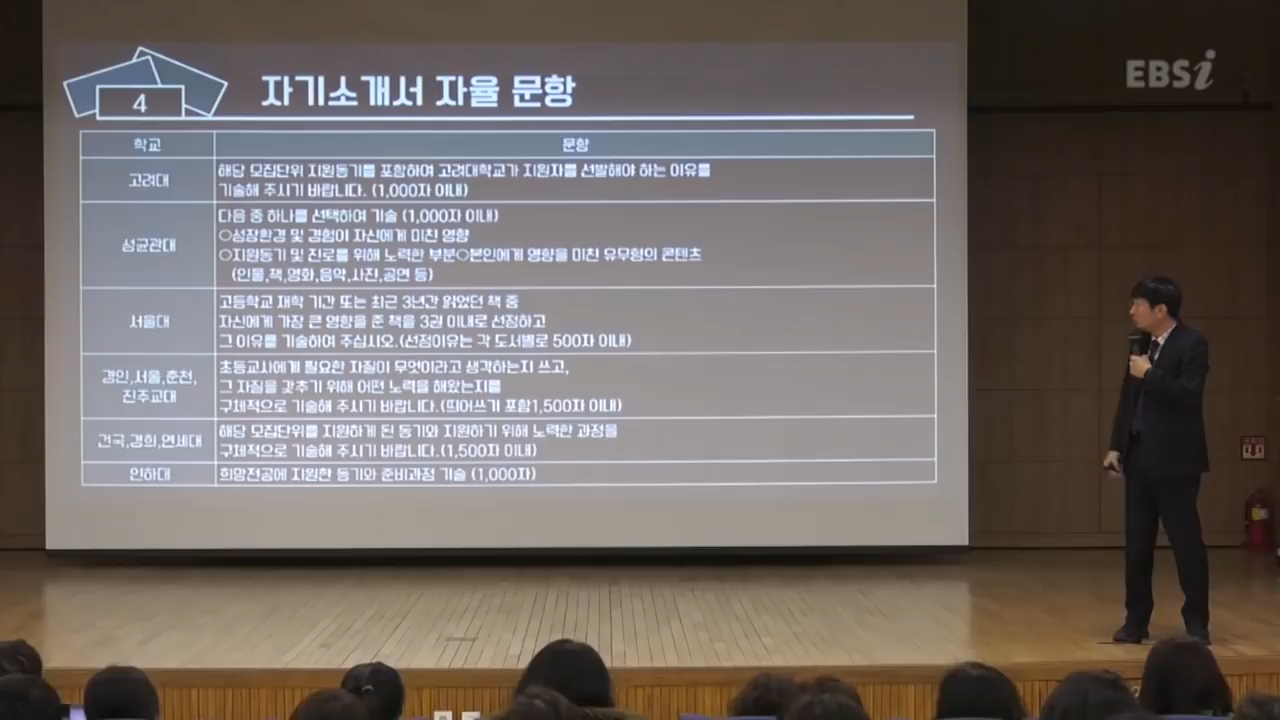 EBSi
4
자기소개서 자율 문항
학교
문항
고려대
해당 모집단위 지원동기를 포함하여 고려대학교가 지원자를 선발해야 하는 이유를
기술해 주시기 바랍니다. (1,000자 이내)
성균관대
다음 중 하나를 선택하여 기술 (1,000자 이내)
○성장환경 및 경험이 자신에게 미친 영향
○지원동기 및 진로를 위해 노력한 부분○본인에게 영향을 미친 유무형의 콘텐츠
(인물,책,영화,음악,사진,공연 등)
서울대
고등학교 재학 기간 또는 최근 3년간 읽었던 책 중
자신에게 가장 큰 영향을 준 책을 3권 이내로 선정하고
그 이유를 기술하여 주십시오.(선정이유는 각 도서별로 500자 이내)
경인,서울,춘천,
진주교대
초등교사에게 필요한 자질이 무엇이라고 생각하는지 쓰고,
그 자질을 갖추기 위해 어떤 노력을 해왔는지를
구체적으로 기술해 주시기 바랍니다.(띄어쓰기 포함1,500자 이내)
건국,경희,연세대
해당 모집단위를 지원하게 된 동기와 지원하기 위해 노력한 과정을
구체적으로 기술해 주시기 바랍니다.(1,500자 이내)
인하대
희망전공에 지원한 동기와 준비과정 기술 (1,000자)